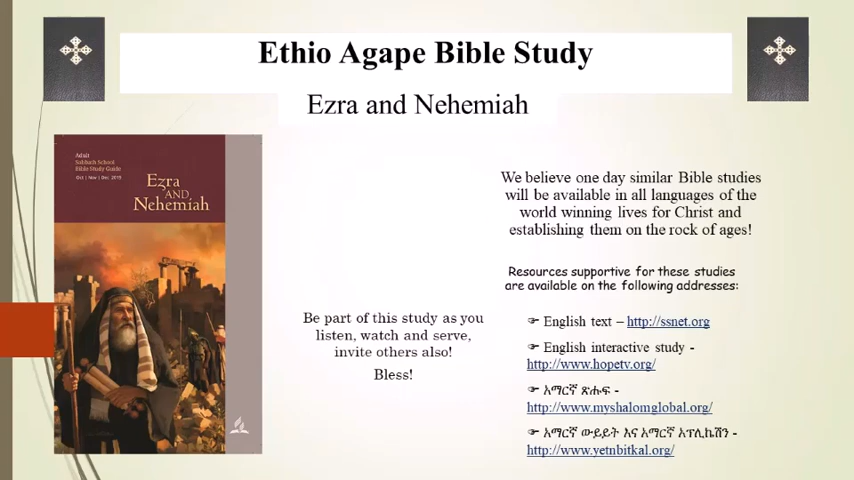 Ethio Agape Bible Study
Ezra and Nehemiah
Adult
Sabbath School
Bible Study Guide
Oct | Nov | Dec 2019
Ezra
AND
Nehemiah
Be part of this study as you
listen, watch and serve,
invite others also!
Bless!
We believe one day similar Bible studies
will be available in all languages of the
world winning lives for Christ and
establishing them on the rock of ages!
Resources supportive for these studies
are available on the following addresses:
☞ English text – http://ssnet.org
☞ English interactive study -
http://www.hopetv.org/
☞ አማርኛ ጽሑፍ -
http://www.myshalomglobal.org/
☞ አማርኛ ውይይት እና አማርኛ አፕሊኬሽን -
http://www.yetnbitkal.org/